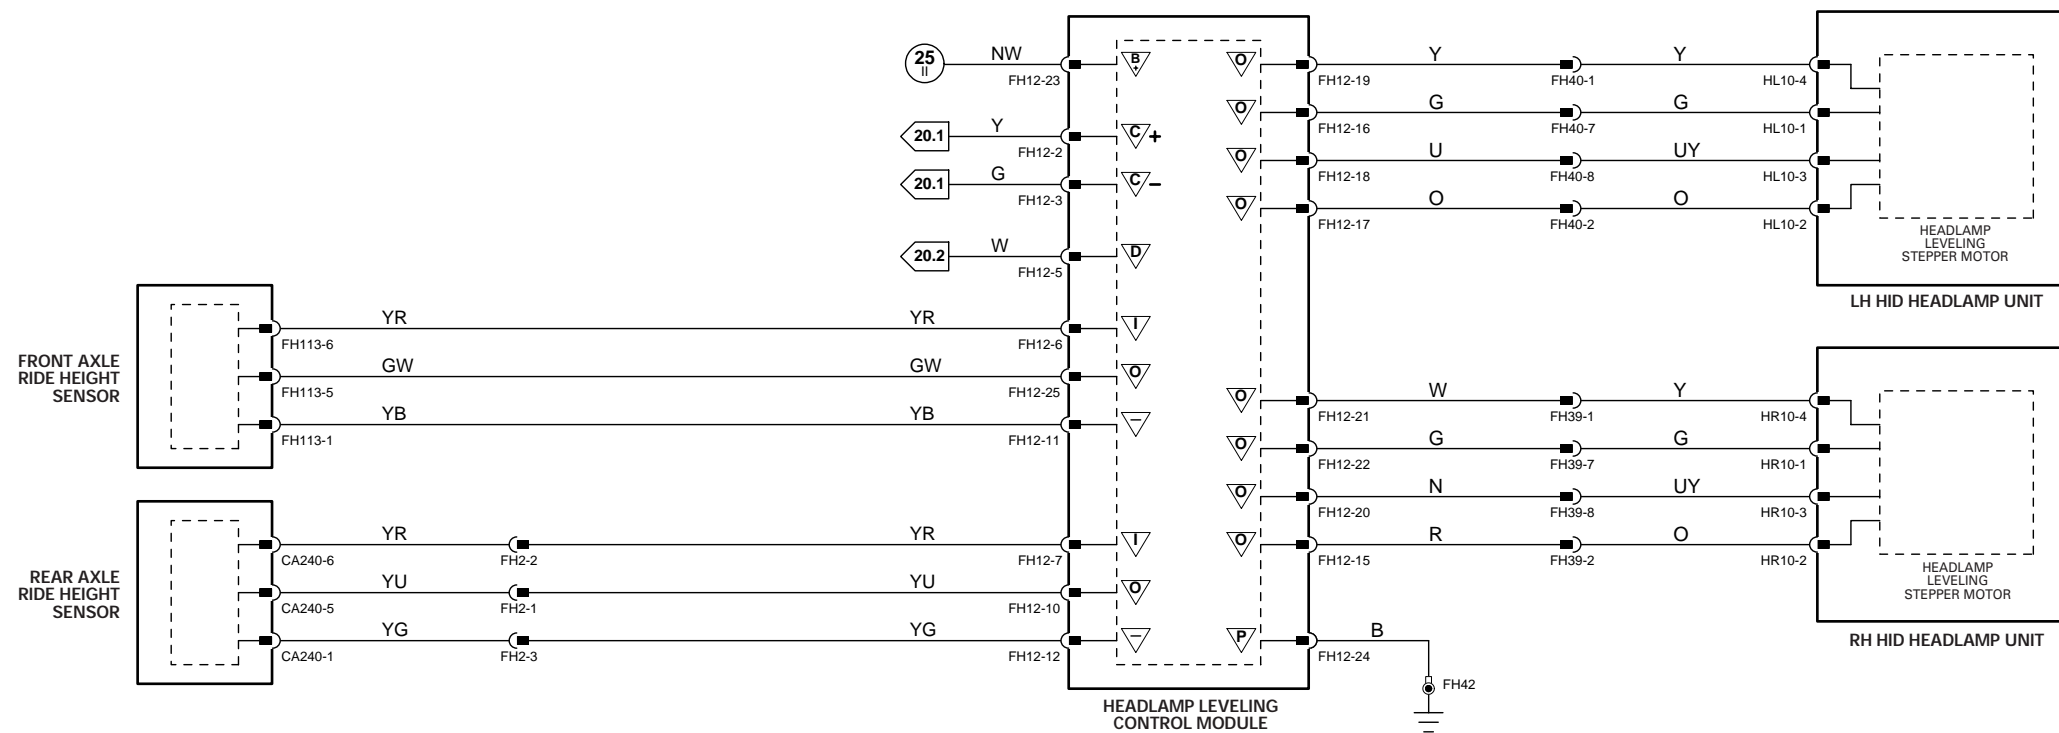 25
II
NW
FH12-23
20.1
Y
FH12-2
20.1
G
FH12-3
20.2
W
FH12-5
FRONT AXLE
RIDE HEIGHT
SENSOR
YR
YR
FH113-6
FH12-6
GW
GW
FH113-5
FH12-25
YB
YB
FH113-1
FH12-11
REAR AXLE
RIDE HEIGHT
SENSOR
YR
YR
CA240-6
FH2-2
FH12-7
YU
YU
CA240-5
FH2-1
FH12-10
YG
YG
CA240-1
FH2-3
FH12-12
B
+
C +
C –
D
I
O
–
I
O
–
O
O
O
O
O
O
O
O
P
HEADLAMP LEVELING
CONTROL MODULE
Y
Y
FH12-19
FH40-1
HL10-4
G
G
FH12-16
FH40-7
HL10-1
U
UY
FH12-18
FH40-8
HL10-3
O
O
FH12-17
FH40-2
HL10-2
HEADLAMP
LEVELING
STEPPER MOTOR
LH HID HEADLAMP UNIT
W
Y
FH12-21
FH39-1
HR10-4
G
G
FH12-22
FH39-7
HR10-1
N
UY
FH12-20
FH39-8
HR10-3
R
O
FH12-15
FH39-2
HR10-2
HEADLAMP
LEVELING
STEPPER MOTOR
RH HID HEADLAMP UNIT
B
FH12-24
FH42